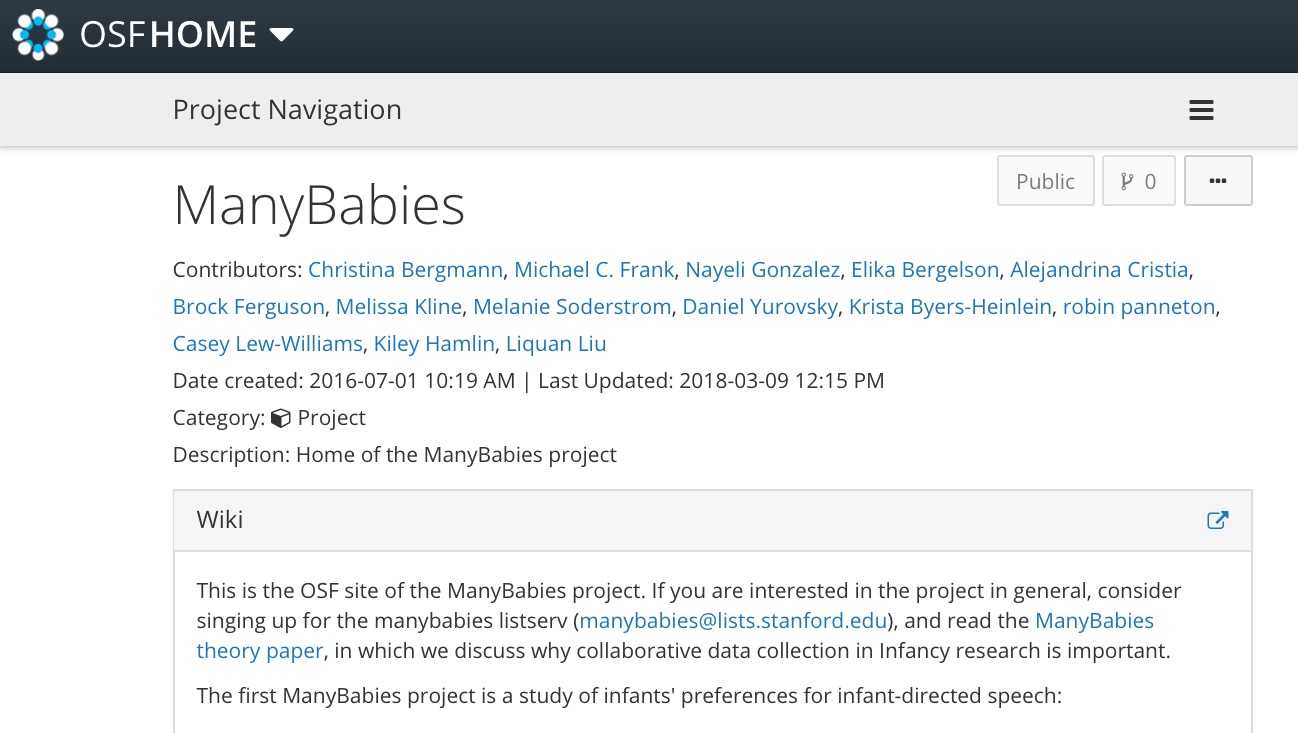 OSFHOME
Project Navigation
Public
0
ManyBabies
Contributors: Christina Bergmann, Michael C. Frank, Nayeli Gonzalez, Elika Bergelson, Alejandrina Cristia,
Brock Ferguson, Melissa Kline, Melanie Soderstrom, Daniel Yurovsky, Krista Byers-Heinlein, robin panneton,
Casey Lew-Williams, Kiley Hamlin, Liquan Liu
Date created: 2016-07-01 10:19 AM | Last Updated: 2018-03-09 12:15 PM
Category: Project
Description: Home of the ManyBabies project
Wiki
This is the OSF site of the ManyBabies project. If you are interested in the project in general, consider
singing up for the manybabies listserv (manybabies@lists.stanford.edu), and read the ManyBabies
theory paper, in which we discuss why collaborative data collection in Infancy research is important.
The first ManyBabies project is a study of infants' preferences for infant-directed speech: